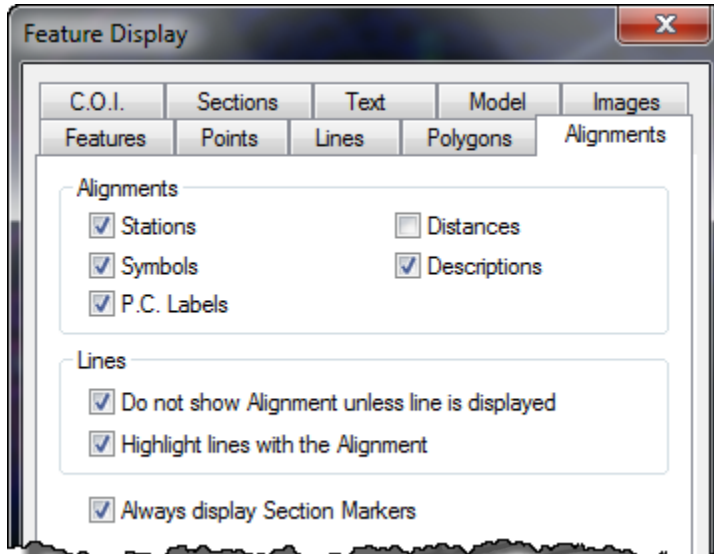 Feature Display
C.O.I. Sections Text Model Images
Features Points Lines Polygons Alignments
Alignments
Stations Distances
Symbols Descriptions
P.C. Labels
Lines
Do not show Alignment unless line is displayed
Highlight lines with the Alignment
Always display Section Markers